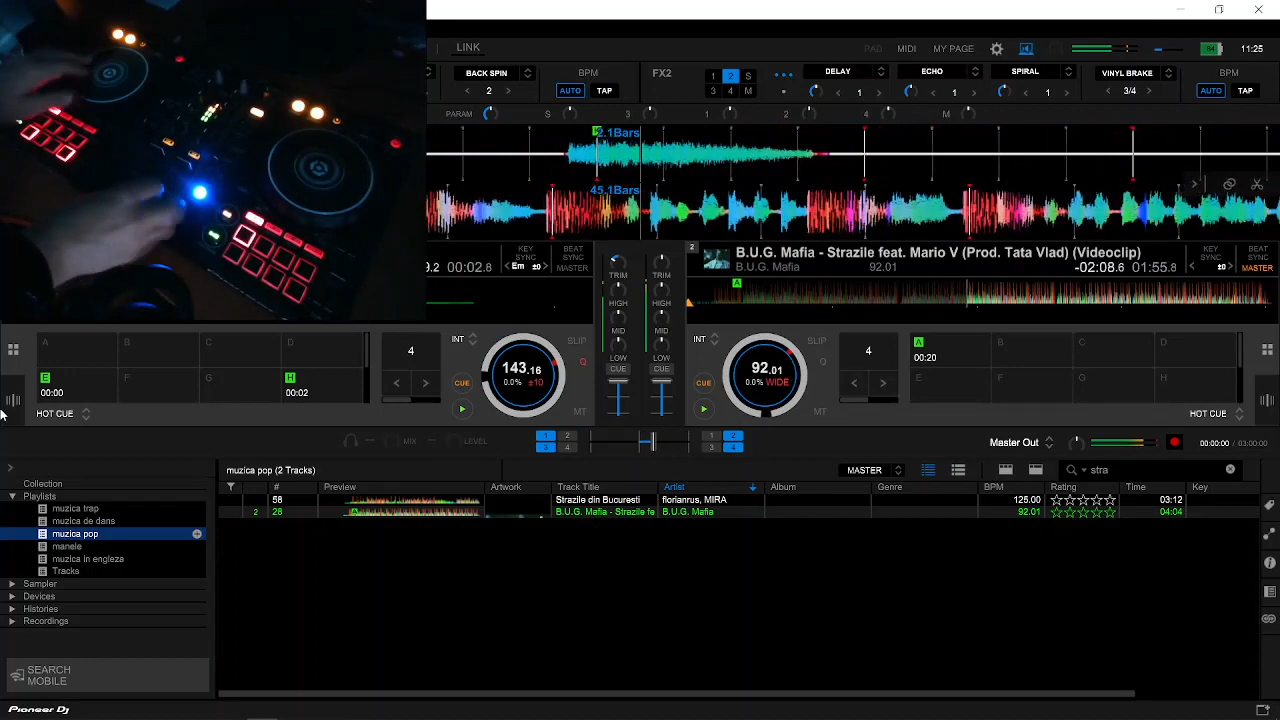 LINK
PAD MIDI MY PAGE 84 11:25
BACK SPIN BPM FX2 1 2 S DELAY ECHO SPIRAL VINYL BRAKE BPM
< 2 > AUTO TAP 3 4 M < 1 > < 1 > < 1 > < 3/4 > AUTO TAP
PARAM S 3 1 2 4 M
2.1Bars
45.1Bars
9.2 00:02.8 KEY SYNC BEAT SYNC
< Em ±0 > MASTER
2 B.U.G. Mafia - Strazile feat. Mario V (Prod. Tata Vlad) (Videoclip)
B.U.G. Mafia 92.01 -02:08.6 01:55.8
KEY SYNC BEAT SYNC
< ±0 > MASTER
TRIM TRIM
HIGH HIGH
MID MID
LOW LOW
CUE CUE
A
A B C D
E F G H
00:00 00:02
HOT CUE
4
< >
INT
CUE
143.16
0.0% ±10
SLIP
Q
MT
INT
CUE
92.01
0.0% WIDE
SLIP
Q
MT
4
< >
A B C D
00:20
E F G H
HOT CUE
MIX LEVEL
1 2
3 4
1 2
3 4
Master Out 00:00:00 / 03:00:00
muzica pop (2 Tracks) MASTER stra
# Preview Artwork Track Title Artist Album Genre BPM Rating Time Key
58 Strazile din Bucuresti florianrus, MIRA 125.00 03:12
2 28 B.U.G. Mafia - Strazile fe B.U.G. Mafia 92.01 04:04
Collection
Playlists
muzica trap
muzica de dans
muzica pop
manele
muzica in engleza
Tracks
Sampler
Devices
Histories
Recordings
SEARCH
MOBILE
Pioneer Dj